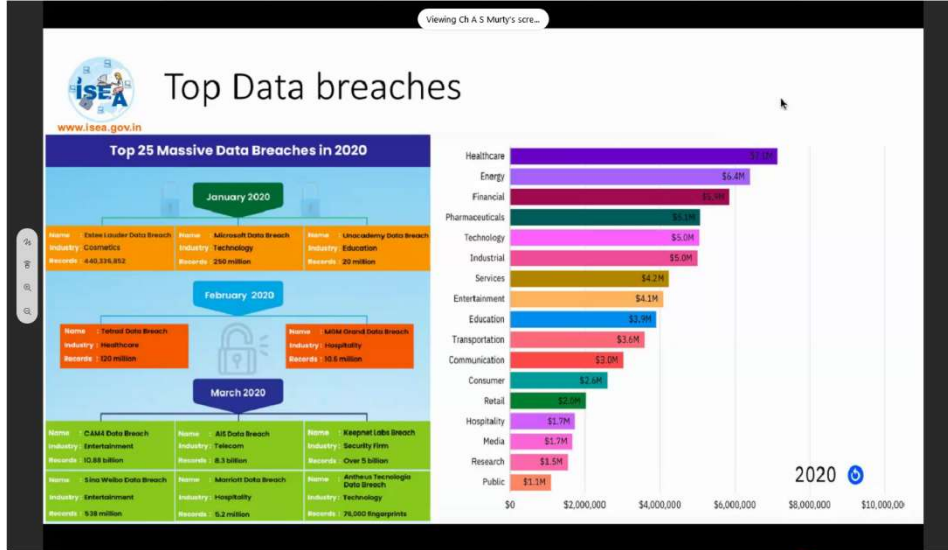 Viewing Ch A S Murty's scre...
ISEA
www.isea.gov.in
Top Data breaches
Top 25 Massive Data Breaches in 2020
January 2020
Name : Estee Lauder Data Breach
Industry : Cosmetics
Records : 440,336,852
Name : Microsoft Data Breach
Industry : Technology
Records : 250 million
Name : Unacademy Data Breach
Industry : Education
Records : 20 million
February 2020
Name : Tetrad Data Breach
Industry : Healthcare
Records : 120 million
Name : MGM Grand Data Breach
Industry : Hospitality
Records : 10.6 million
March 2020
Name : CAM4 Data Breach
Industry : Entertainment
Records : 10.88 billion
Name : AIS Data Breach
Industry : Telecom
Records : 8.3 billion
Name : Keepnet Labs Breach
Industry : Security Firm
Records : Over 5 billion
Name : Sina Weibo Data Breach
Industry : Entertainment
Records : 538 million
Name : Marriott Data Breach
Industry : Hospitality
Records : 5.2 million
Name : Antheus Tecnologia
Data Breach
Industry : Technology
Records : 76,000 fingerprints
Healthcare $7.1M
Energy $6.4M
Financial $5.9M
Pharmaceuticals $5.1M
Technology $5.0M
Industrial $5.0M
Services $4.2M
Entertainment $4.1M
Education $3.9M
Transportation $3.6M
Communication $3.0M
Consumer $2.6M
Retail $2.0M
Hospitality $1.7M
Media $1.7M
Research $1.5M
Public $1.1M
2020
$0 $2,000,000 $4,000,000 $6,000,000 $8,000,000 $10,000,00